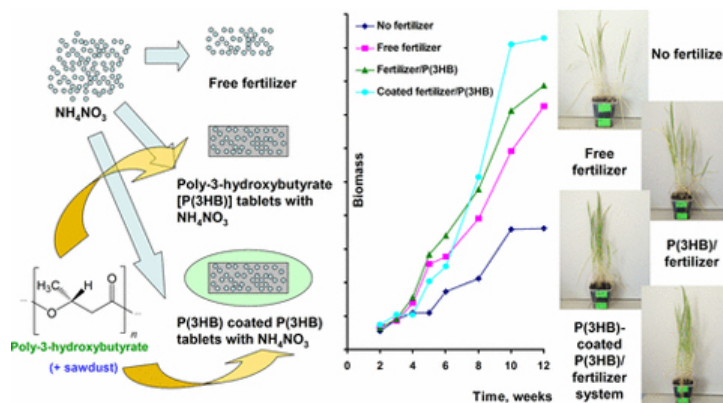 NH₄NO₃
Free fertilizer
Poly-3-hydroxybutyrate
[P(3HB)] tablets with
NH₄NO₃
H₃C
H
O
O
n
Poly-3-hydroxybutyrate
(+ sawdust)
P(3HB) coated P(3HB)
tablets with NH₄NO₃
Biomass
No fertilizer
Free fertilizer
Fertilizer/P(3HB)
Coated fertilizer/P(3HB)
0 2 4 6 8 10 12
Time, weeks
No fertilize
Free
fertilizer
P(3HB)/
fertilizer
P(3HB)-
coated
P(3HB)/
fertilizer
system